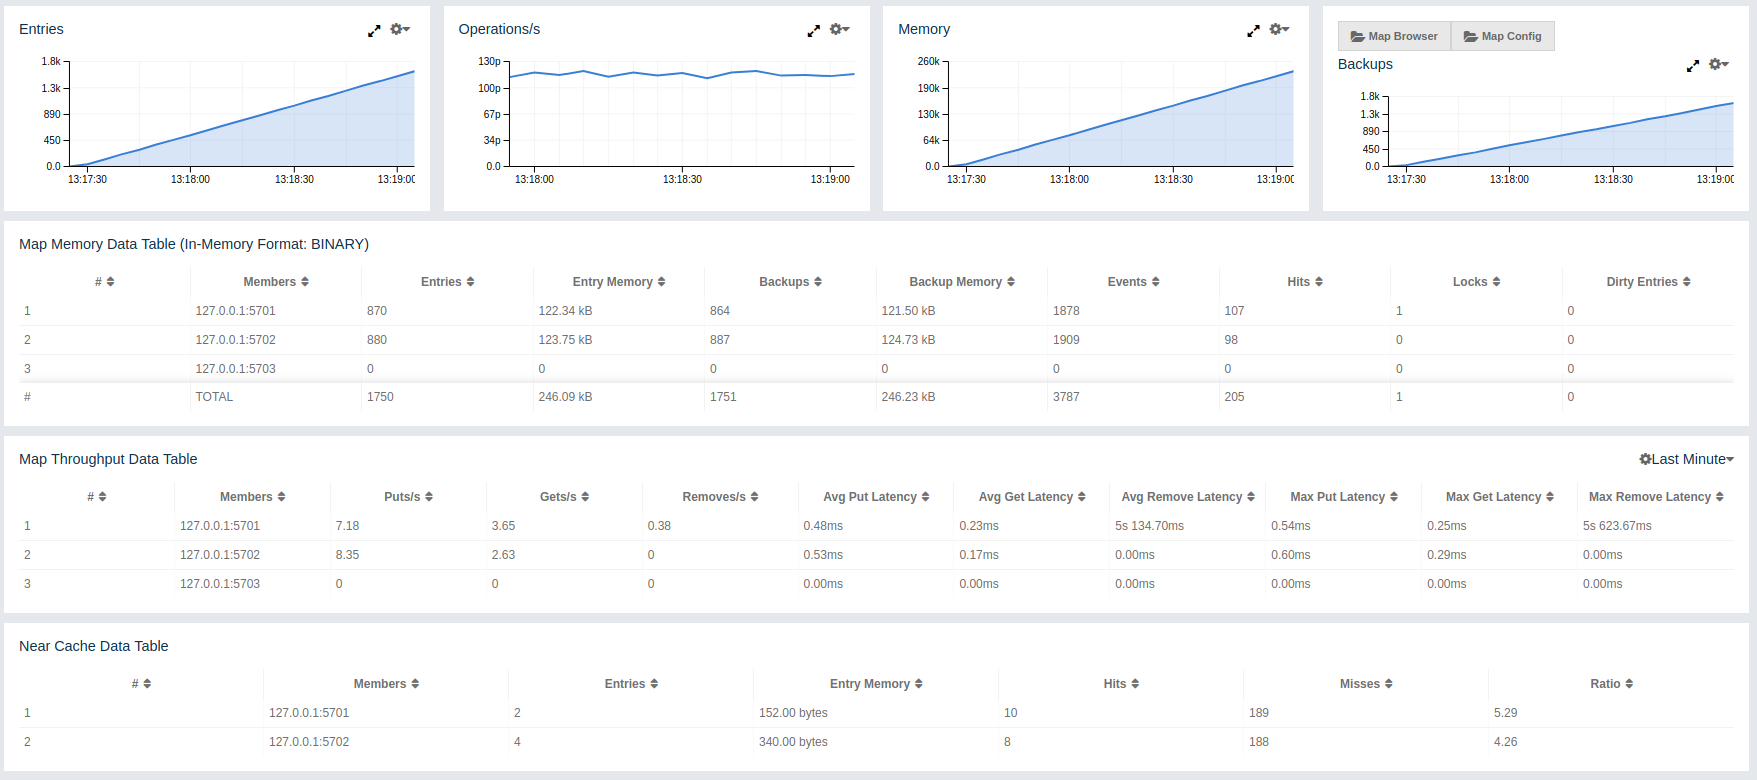 Entries
1.8k
1.3k
890
450
0.0
13:17:30 13:18:00 13:18:30 13:19:00
Operations/s
130p
100p
67p
34p
0.0
13:18:00 13:18:30 13:19:00
Memory
260k
190k
130k
64k
0.0
13:17:30 13:18:00 13:18:30 13:19:00
Map Browser Map Config
Backups
1.8k
1.3k
890
450
0.0
13:17:30 13:18:00 13:18:30 13:19:00
Map Memory Data Table (In-Memory Format: BINARY)
# Members Entries Entry Memory Backups Backup Memory Events Hits Locks Dirty Entries
1 127.0.0.1:5701 870 122.34 kB 864 121.50 kB 1878 107 1 0
2 127.0.0.1:5702 880 123.75 kB 887 124.73 kB 1909 98 0 0
3 127.0.0.1:5703 0 0 0 0 0 0 0 0
# TOTAL 1750 246.09 kB 1751 246.23 kB 3787 205 1 0
Map Throughput Data Table Last Minute
# Members Puts/s Gets/s Removes/s Avg Put Latency Avg Get Latency Avg Remove Latency Max Put Latency Max Get Latency Max Remove Latency
1 127.0.0.1:5701 7.18 3.65 0.38 0.48ms 0.23ms 5s 134.70ms 0.54ms 0.25ms 5s 623.67ms
2 127.0.0.1:5702 8.35 2.63 0 0.53ms 0.17ms 0.00ms 0.60ms 0.29ms 0.00ms
3 127.0.0.1:5703 0 0 0 0.00ms 0.00ms 0.00ms 0.00ms 0.00ms 0.00ms
Near Cache Data Table
# Members Entries Entry Memory Hits Misses Ratio
1 127.0.0.1:5701 2 152.00 bytes 10 189 5.29
2 127.0.0.1:5702 4 340.00 bytes 8 188 4.26